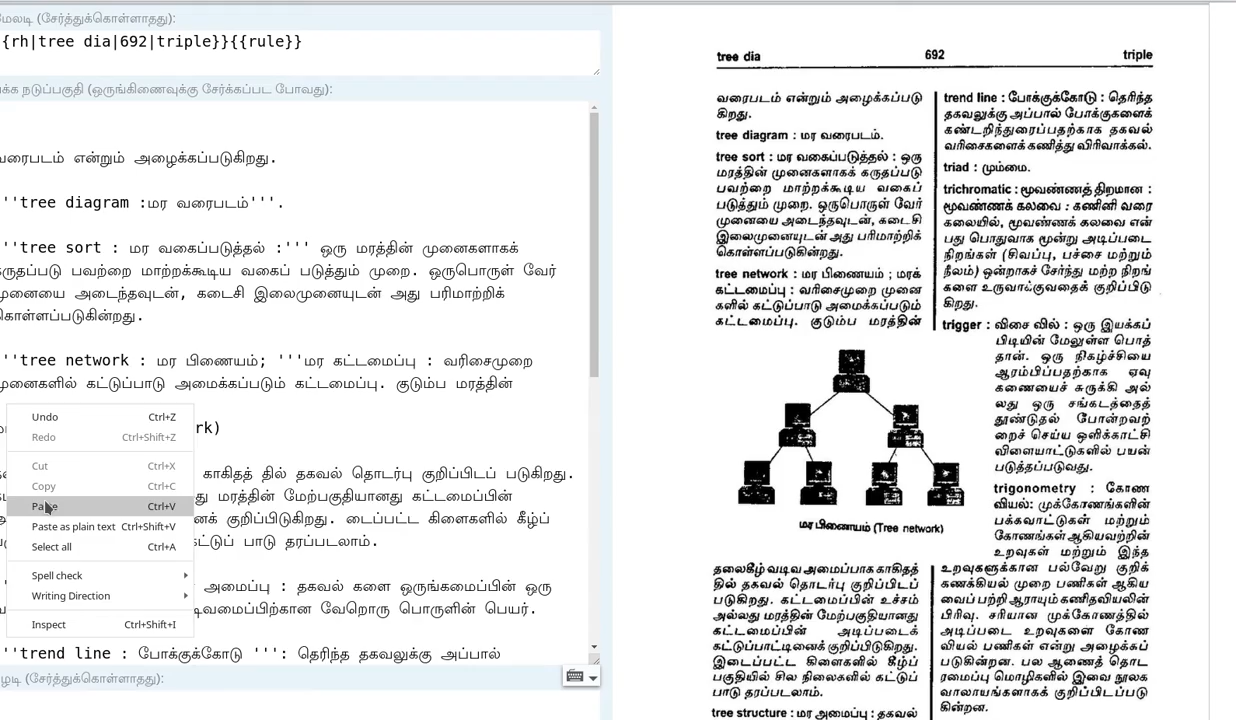 மேலடி (சேர்த்துக்கொள்ளாதது):
{rh|tree dia|692|triple}}{{rule}}
க்க நடுப்பகுதி (ஒருங்கிணைவுக்கு சேர்க்கப்பட போவது):
வரைபடம் என்றும் அழைக்கப்படுகிறது.
''tree diagram :மர வரைபடம்'''.
''tree sort : மர வகைப்படுத்தல் :''' ஒரு மரத்தின் முனைகளாகக்
கருதப்படு பவற்றை மாற்றக்கூடிய வகைப் படுத்தும் முறை. ஒருபொருள் வேர்
முனையை அடைந்தவுடன், கடைசி இலைமுனையுடன் அது பரிமாற்றிக்
கொள்ளப்படுகின்றது.
''tree network : மர பிணையம்; '''மர கட்டமைப்பு : வரிசைமுறை
முனைகளில் கட்டுப்பாடு அமைக்கப்படும் கட்டமைப்பு. குடும்ப மரத்தின்
rk)
காகிதத் தில் தகவல் தொடர்பு குறிப்பிடப் படுகிறது.
து மரத்தின் மேற்பகுதியானது கட்டமைப்பின்
னக் குறிப்பிடுகிறது. டைப்பட்ட கிளைகளில் கீழ்ப்
கட்டுப் பாடு தரப்படலாம்.
அமைப்பு : தகவல் களை ஒருங்கமைப்பின் ஒரு
டிவமைப்பிற்கான வேறொரு பொருளின் பெயர்.
''trend line : போக்குக்கோடு ''': தெரிந்த தகவலுக்கு அப்பால்
ழடி (சேர்த்துக்கொள்ளாதது):
Undo Ctrl+Z
Redo Ctrl+Shift+Z
Cut Ctrl+X
Copy Ctrl+C
Paste Ctrl+V
Paste as plain text Ctrl+Shift+V
Select all Ctrl+A
Spell check
Writing Direction
Inspect Ctrl+Shift+I
tree dia 692 triple
வரைபடம் என்றும் அழைக்கப்படு
கிறது.
tree diagram : மர வரைபடம்.
tree sort : மர வகைப்படுத்தல் : ஒரு
மரத்தின் முனைகளாகக் கருதப்படு
பவற்றை மாற்றக்கூடிய வகைப்
படுத்தும் முறை. ஒருபொருள் வேர்
முனையை அடைந்தவுடன், கடைசி
இலைமுனையுடன் அது பரிமாற்றிக்
கொள்ளப்படுகின்றது.
tree network : மர பிணையம் ; மரக்
கட்டமைப்பு : வரிசைமுறை முனை
களில் கட்டுப்பாடு அமைக்கப்படும்
கட்டமைப்பு. குடும்ப மரத்தின்
மர பிணையம் (Tree network)
தலைகீழ் வடிவ அமைப்பாக காகிதத்
தில் தகவல் தொடர்பு குறிப்பிடப்
படுகிறது. கட்டமைப்பின் உச்சம்
அல்லது மரத்தின் மேற்பகுதியானது
கட்டமைப்பின் அடிப்படைக்
கட்டுப்பாட்டினைக் குறிப்பிடுகிறது.
இடைப்பட்ட கிளைகளில் கீழ்ப்
பகுதியில் சில நிலைகளில் கட்டுப்
பாடு தரப்படலாம்.
tree structure : மர அமைப்பு : தகவல்
trend line : போக்குக்கோடு : தெரிந்த
தகவலுக்கு அப்பால் போக்குகளைக்
கண்டறிந்துரைப்பதற்காக தகவல்
வரிசைகளைக் கணித்து விரிவாக்கல்.
triad : மும்மை.
trichromatic : மூவண்ணத் திறமான :
மூவண்ணக் கலவை : கணினி வரை
கலையில், மூவண்ணக் கலவை என்
பது பொதுவாக மூன்று அடிப்படை
நிறங்கள் (சிவப்பு, பச்சை மற்றும்
நீலம்) ஒன்றாகச் சேர்ந்து மற்ற நிறங்
களை உருவாக்குவதைக் குறிப்பிடு
கிறது.
trigger : விசை வில் : ஒரு இயக்கப்
பிடியின் மேலுள்ள பொத்
தான். ஒரு நிகழ்ச்சியை
ஆரம்பிப்பதற்காக ஏவு
கணையைச் சுருக்கி அல்
லது ஒரு சங்கடத்தைத்
தூண்டுதல் போன்றவற்
றைச் செய்ய ஒளிக்காட்சி
விளையாட்டுகளில் பயன்
படுத்தப்படுவது.
trigonometry : கோண
வியல்: முக்கோணங்களின்
பக்கவாட்டுகள் மற்றும்
கோணங்கள் ஆகியவற்றின்
உறவுகள் மற்றும் இந்த
உறவுகளுக்கான பல்வேறு குறிக்
கணக்கியல் முறை பணிகள் ஆகிய
வைப் பற்றி ஆராயும் கணிதவியலின்
பிரிவு. சரியான முக்கோணத்தில்
அடிப்படை உறவுகளை கோண
வியல் பணிகள் என்று அழைக்கப்
படுகின்றன. பல ஆணைத் தொட
ரமைப்பு மொழிகளில் இவை நூலக
வாலாயங்களாகக் குறிப்பிடப்படு
கின்றன.